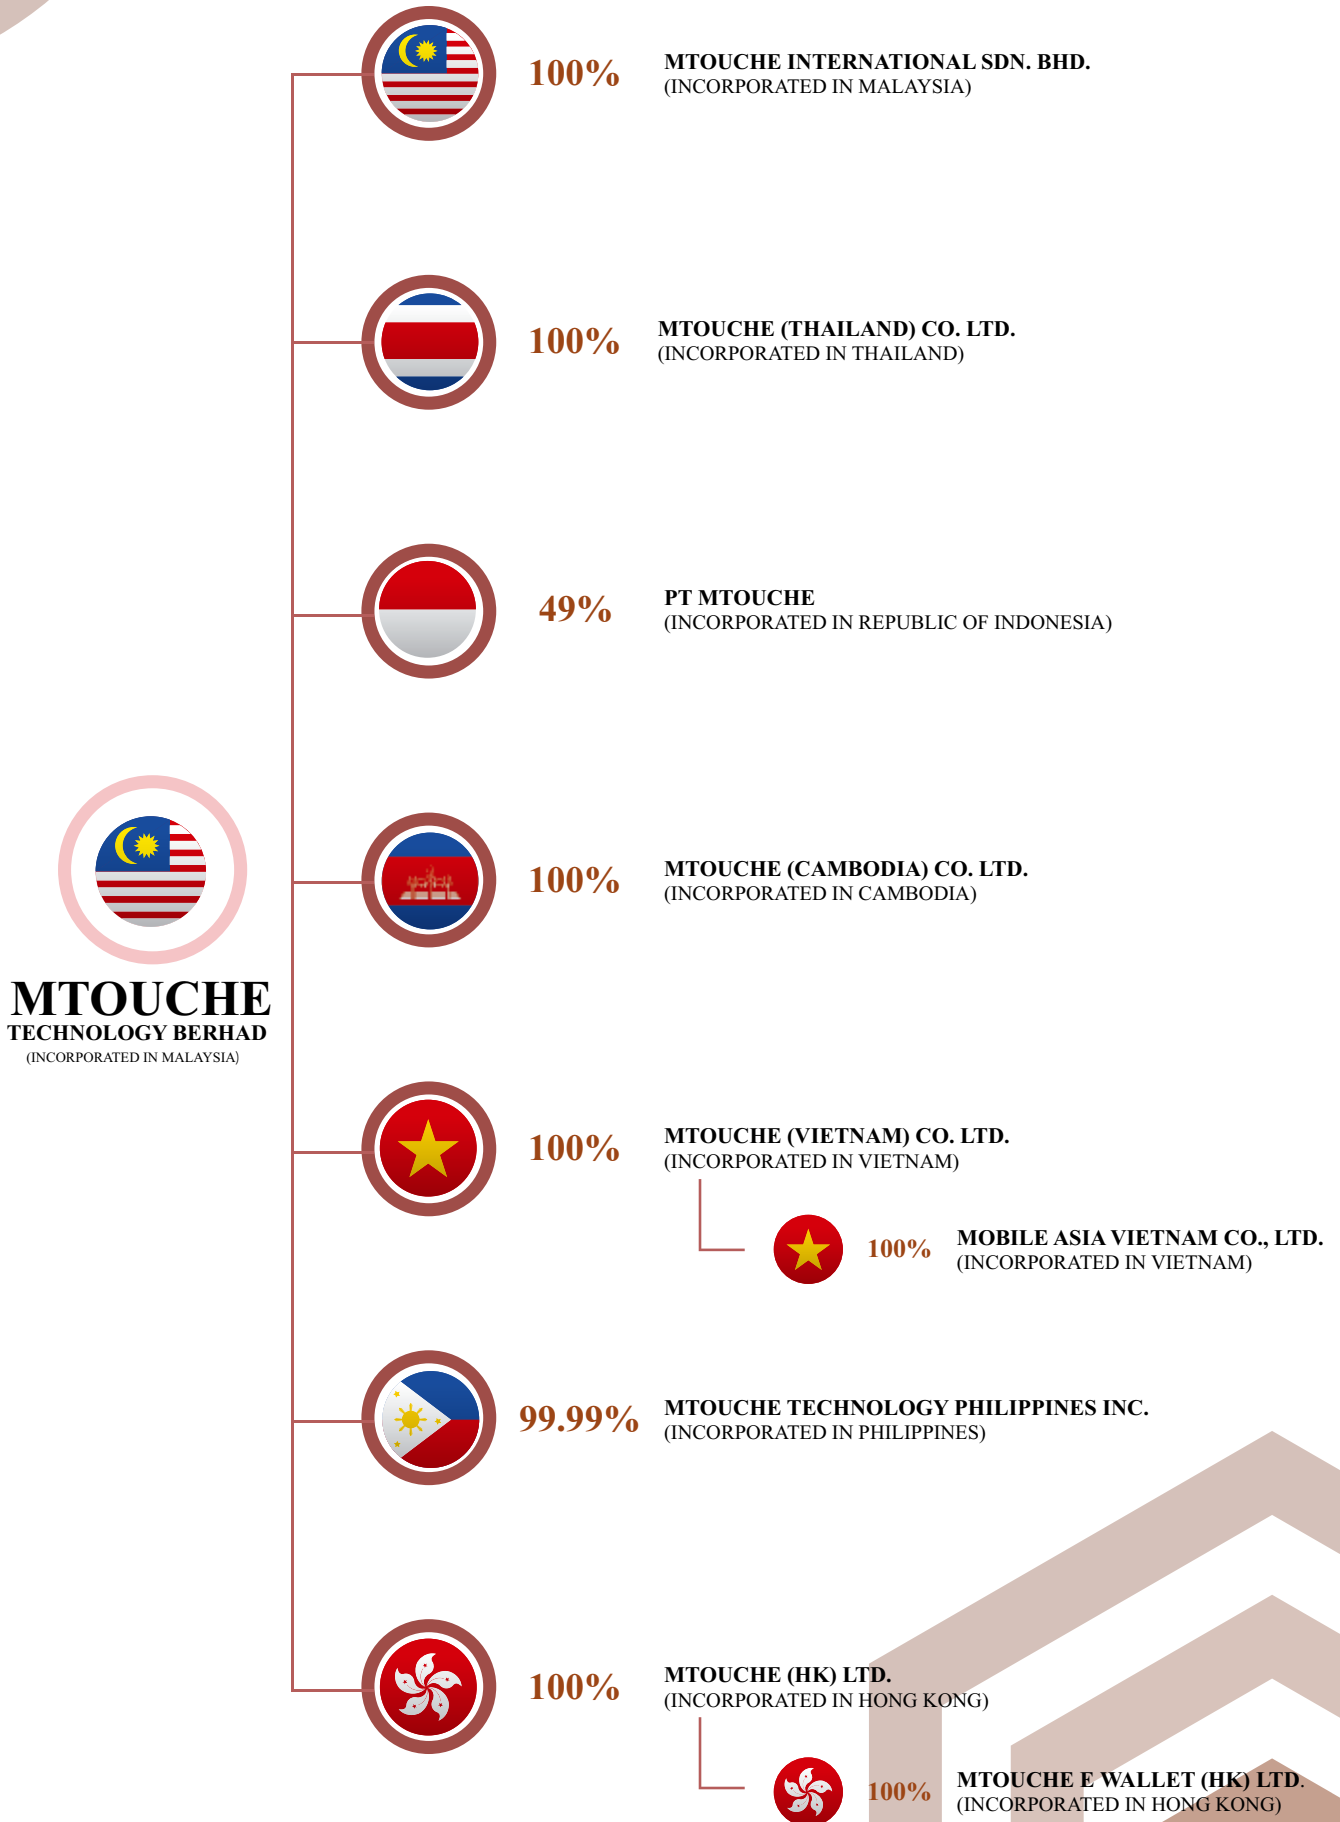 100%
MTOUCHE INTERNATIONAL SDN. BHD.
(INCORPORATED IN MALAYSIA)
100%
MTOUCHE (THAILAND) CO. LTD.
(INCORPORATED IN THAILAND)
49%
PT MTOUCHE
(INCORPORATED IN REPUBLIC OF INDONESIA)
100%
MTOUCHE (CAMBODIA) CO. LTD.
(INCORPORATED IN CAMBODIA)
MTOUCHE
TECHNOLOGY BERHAD
(INCORPORATED IN MALAYSIA)
100%
MTOUCHE (VIETNAM) CO. LTD.
(INCORPORATED IN VIETNAM)
100%
MOBILE ASIA VIETNAM CO., LTD.
(INCORPORATED IN VIETNAM)
99.99%
MTOUCHE TECHNOLOGY PHILIPPINES INC.
(INCORPORATED IN PHILIPPINES)
100%
MTOUCHE (HK) LTD.
(INCORPORATED IN HONG KONG)
100%
MTOUCHE E WALLET (HK) LTD.
(INCORPORATED IN HONG KONG)